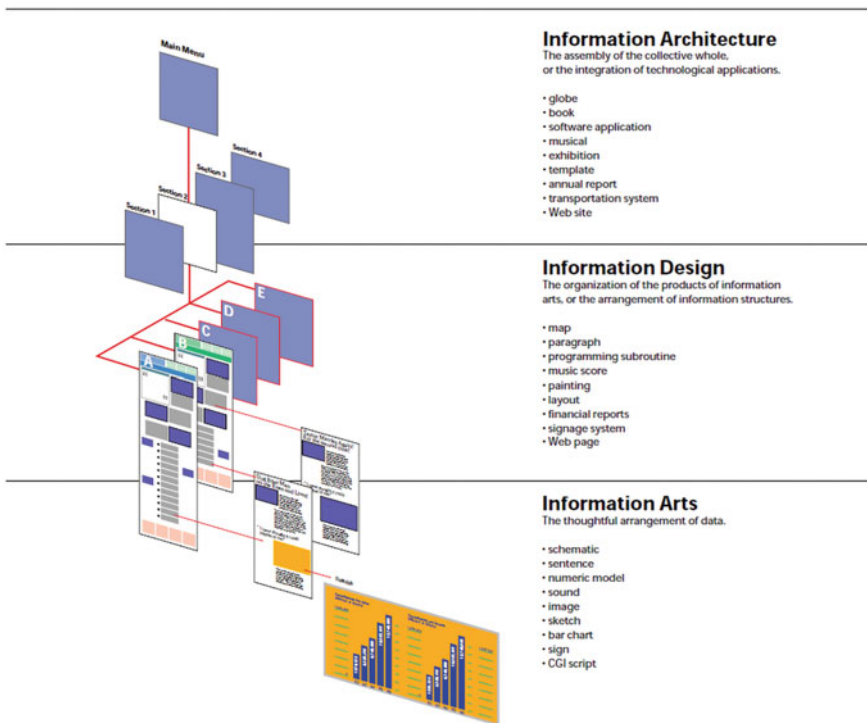 Main Menu
Section 4
Section 3
Section 2
Section 1
Information Architecture
The assembly of the collective whole,
or the integration of technological applications.
• globe
• book
• software application
• musical
• exhibition
• template
• annual report
• transportation system
• Web site
E
D
C
B
A
Information Design
The organization of the products of information
arts, or the arrangement of information structures.
• map
• paragraph
• programming subroutine
• music score
• painting
• layout
• financial reports
• signage system
• Web page
Information Arts
The thoughtful arrangement of data.
• schematic
• sentence
• numeric model
• sound
• image
• sketch
• bar chart
• sign
• CGI script